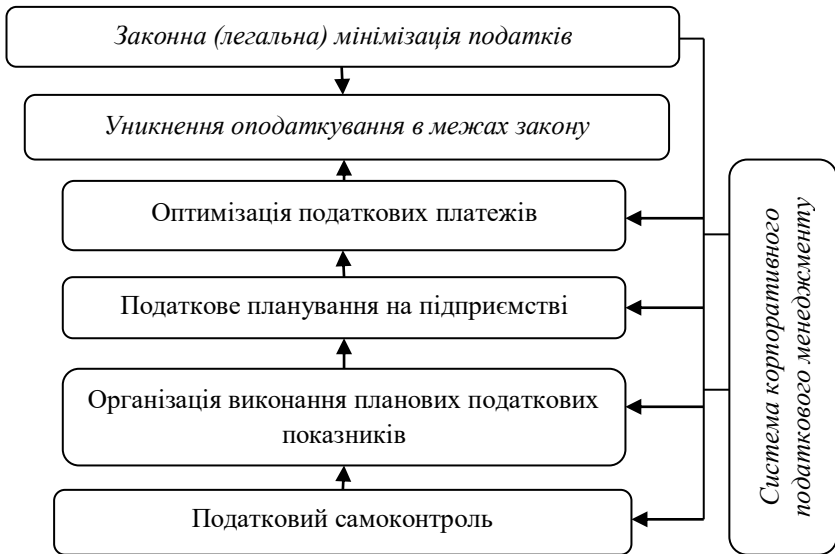 Законна (легальна) мінімізація податків
Уникнення оподаткування в межах закону
Оптимізація податкових платежів
Податкове планування на підприємстві
Організація виконання планових податкових
показників
Податковий самоконтроль
Система корпоративного
податкового менеджменту